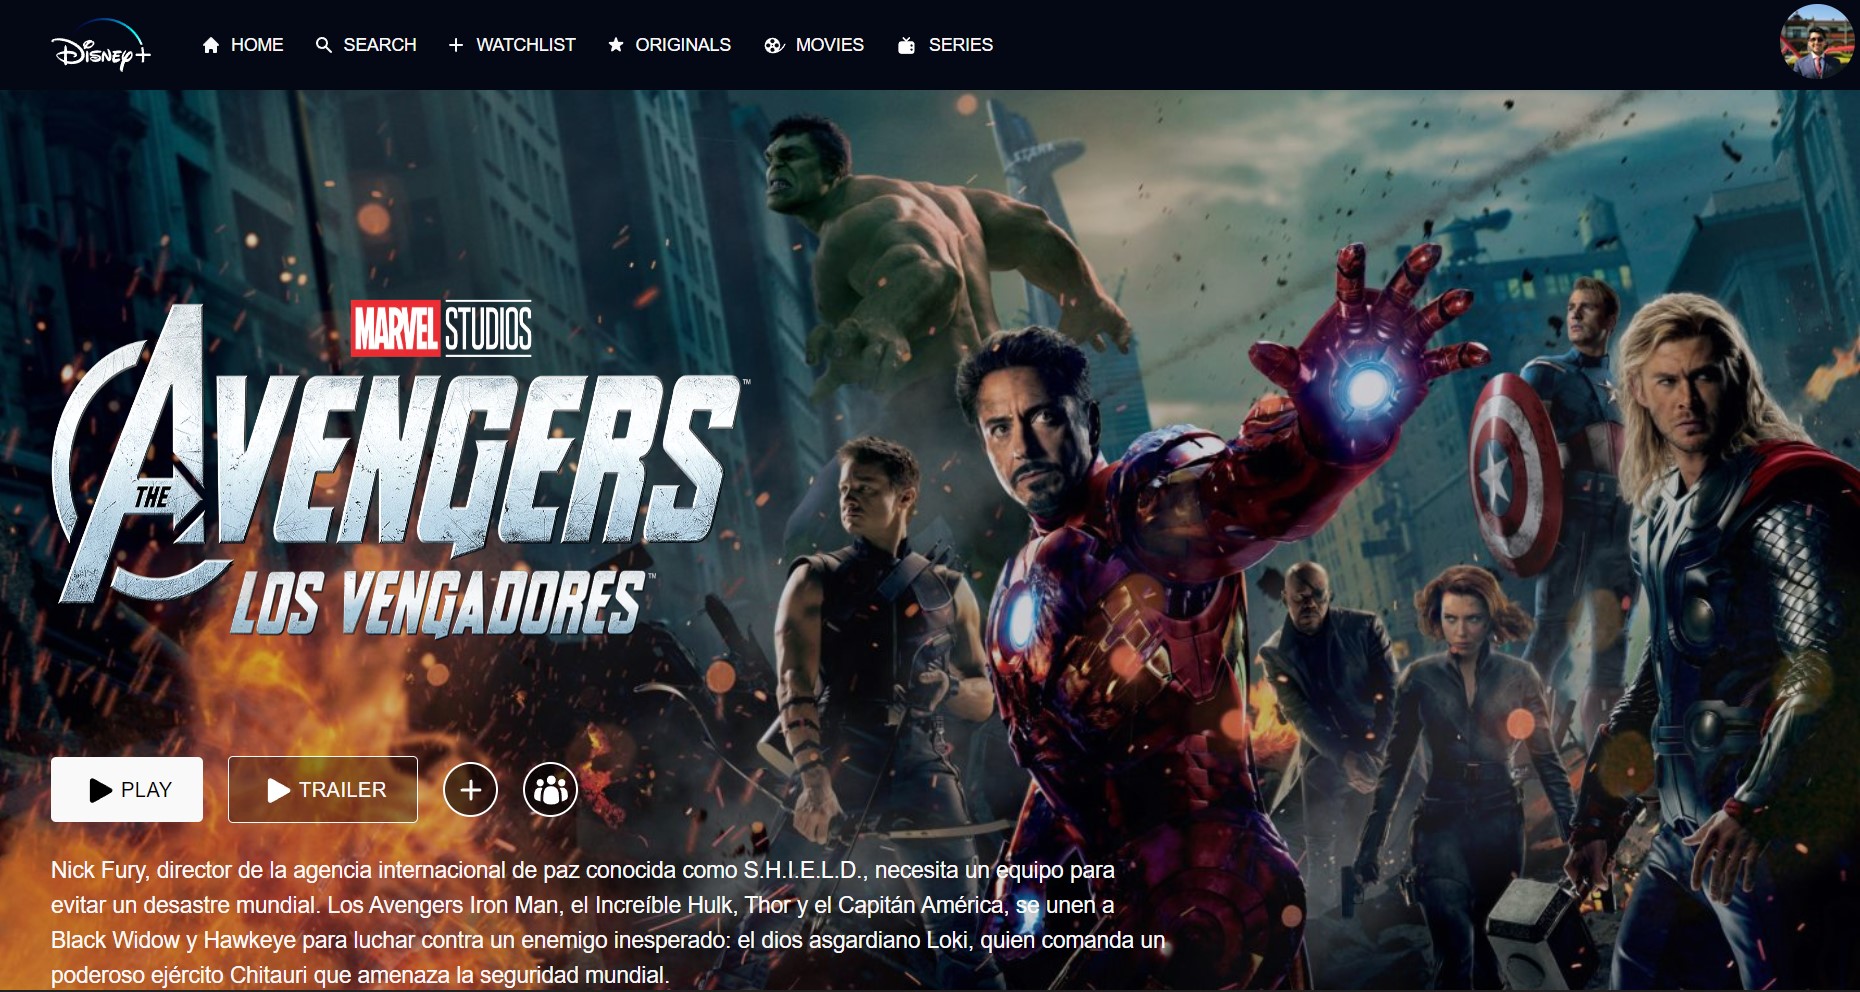 Disney+
HOME
SEARCH
WATCHLIST
ORIGINALS
MOVIES
SERIES
STARK
MARVEL STUDIOS
THE AVENGERS™
LOS VENGADORES™
PLAY
TRAILER
Nick Fury, director de la agencia internacional de paz conocida como S.H.I.E.L.D., necesita un equipo para
evitar un desastre mundial. Los Avengers Iron Man, el Increíble Hulk, Thor y el Capitán América, se unen a
Black Widow y Hawkeye para luchar contra un enemigo inesperado: el dios asgardiano Loki, quien comanda un
poderoso ejército Chitauri que amenaza la seguridad mundial.